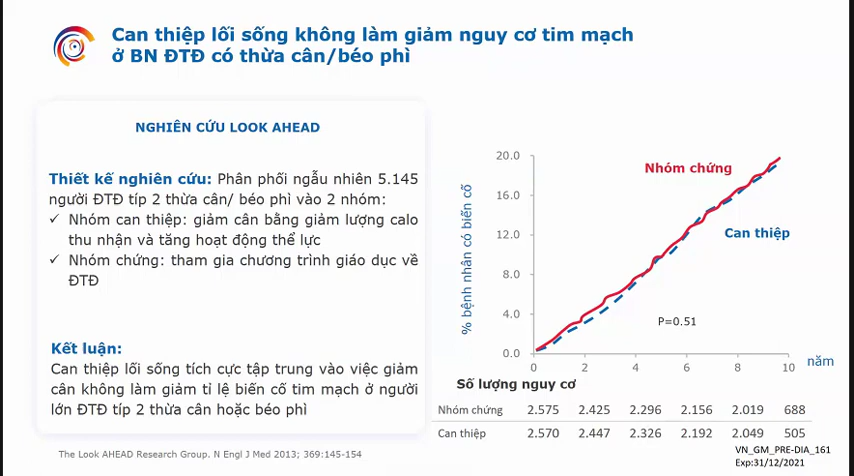 Can thiệp lối sống không làm giảm nguy cơ tim mạch
ở BN ĐTĐ có thừa cân/béo phì
NGHIÊN CỨU LOOK AHEAD
Thiết kế nghiên cứu: Phân phối ngẫu nhiên 5.145
người ĐTĐ típ 2 thừa cân/ béo phì vào 2 nhóm:
✓ Nhóm can thiệp: giảm cân bằng giảm lượng calo
thu nhận và tăng hoạt động thể lực
✓ Nhóm chứng: tham gia chương trình giáo dục về
ĐTĐ
Kết luận:
Can thiệp lối sống tích cực tập trung vào việc giảm
cân không làm giảm tỉ lệ biến cố tim mạch ở người
lớn ĐTĐ típ 2 thừa cân hoặc béo phì
% bệnh nhân có biến cố
20.0
16.0
12.0
8.0
4.0
0.0
Nhóm chứng
Can thiệp
P=0.51
0 2 4 6 8 10 năm
Số lượng nguy cơ
Nhóm chứng 2.575 2.425 2.296 2.156 2.019 688
Can thiệp 2.570 2.447 2.326 2.192 2.049 505
The Look AHEAD Research Group. N Engl J Med 2013; 369:145-154
VN_GM_PRE-DIA_161
Exp:31/12/2021